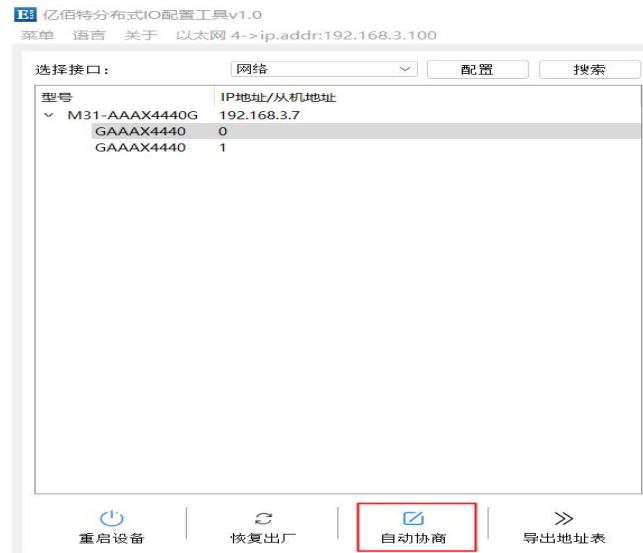 亿佰特分布式IO配置工具v1.0
菜单 语言 关于 以太网 4->ip.addr:192.168.3.100
选择接口： 网络 配置 搜索
型号 IP地址/从机地址
M31-AAAX4440G 192.168.3.7
GAAAX4440 0
GAAAX4440 1
重启设备 恢复出厂 自动协商 导出地址表